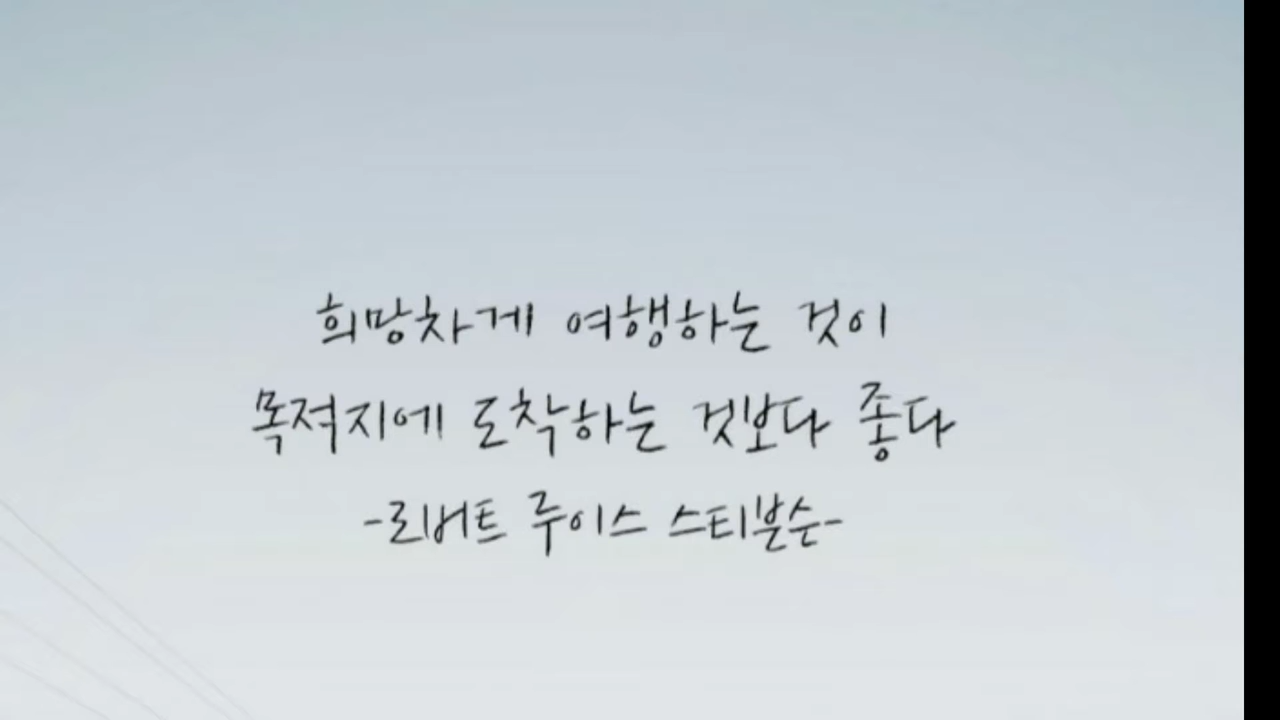 희망차게 여행하는 것이
목적지에 도착하는 것보다 좋다
-로버트 루이스 스티븐슨-